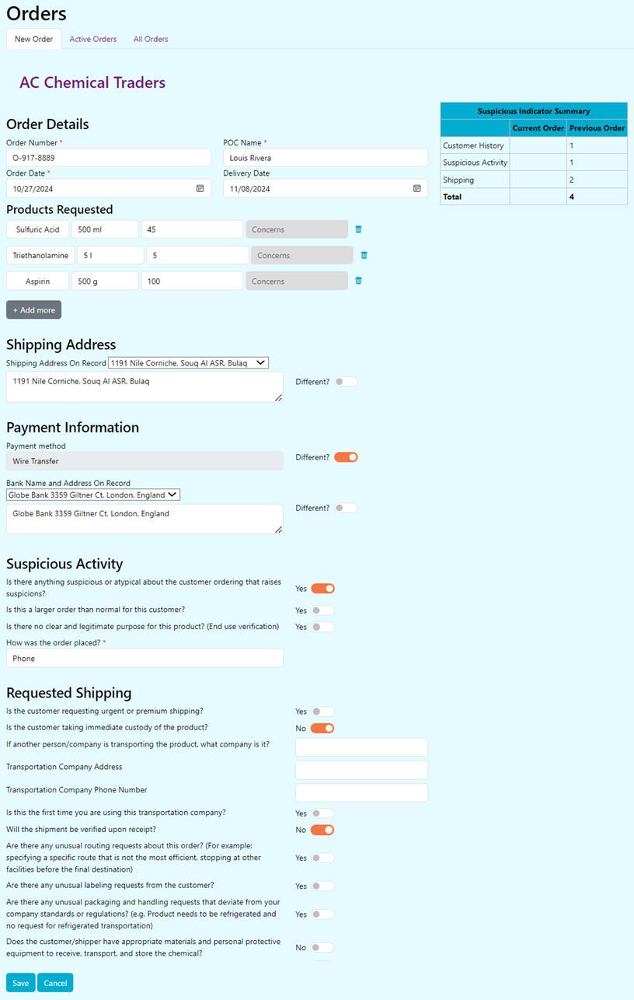 Orders
New Order Active Orders All Orders
AC Chemical Traders
Suspicious Indicator Summary
Current Order Previous Order
Customer History 1
Suspicious Activity 1
Shipping 2
Total 4
Order Details
Order Number * POC Name *
O-917-8889 Louis Rivera
Order Date * Delivery Date
10/27/2024 11/08/2024
Products Requested
Sulfuric Acid 500 ml 45 Concerns
Triethanolamine 5 l 5 Concerns
Aspirin 500 g 100 Concerns
+ Add more
Shipping Address
Shipping Address On Record 1191 Nile Corniche, Souq Al ASR, Bulaq
1191 Nile Corniche, Souq Al ASR, Bulaq Different?
Payment Information
Payment method
Wire Transfer Different?
Bank Name and Address On Record
Globe Bank 3359 Giltner Ct, London, England
Globe Bank 3359 Giltner Ct, London, England Different?
Suspicious Activity
Is there anything suspicious or atypical about the customer ordering that raises
suspicions? Yes
Is this a larger order than normal for this customer? Yes
Is there no clear and legitimate purpose for this product? (End use verification) Yes
How was the order placed? *
Phone
Requested Shipping
Is the customer requesting urgent or premium shipping? Yes
Is the customer taking immediate custody of the product? No
If another person/company is transporting the product, what company is it?
Transportation Company Address
Transportation Company Phone Number
Is this the first time you are using this transportation company? Yes
Will the shipment be verified upon receipt? No
Are there any unusual routing requests about this order? (For example:
specifying a specific route that is not the most efficient, stopping at other Yes
facilities before the final destination)
Are there any unusual labeling requests from the customer? Yes
Are there any unusual packaging and handling requests that deviate from your
company standards or regulations? (e.g. Product needs to be refrigerated and Yes
no request for refrigerated transportation)
Does the customer/shipper have appropriate materials and personal protective
equipment to receive, transport, and store the chemical? No
Save Cancel